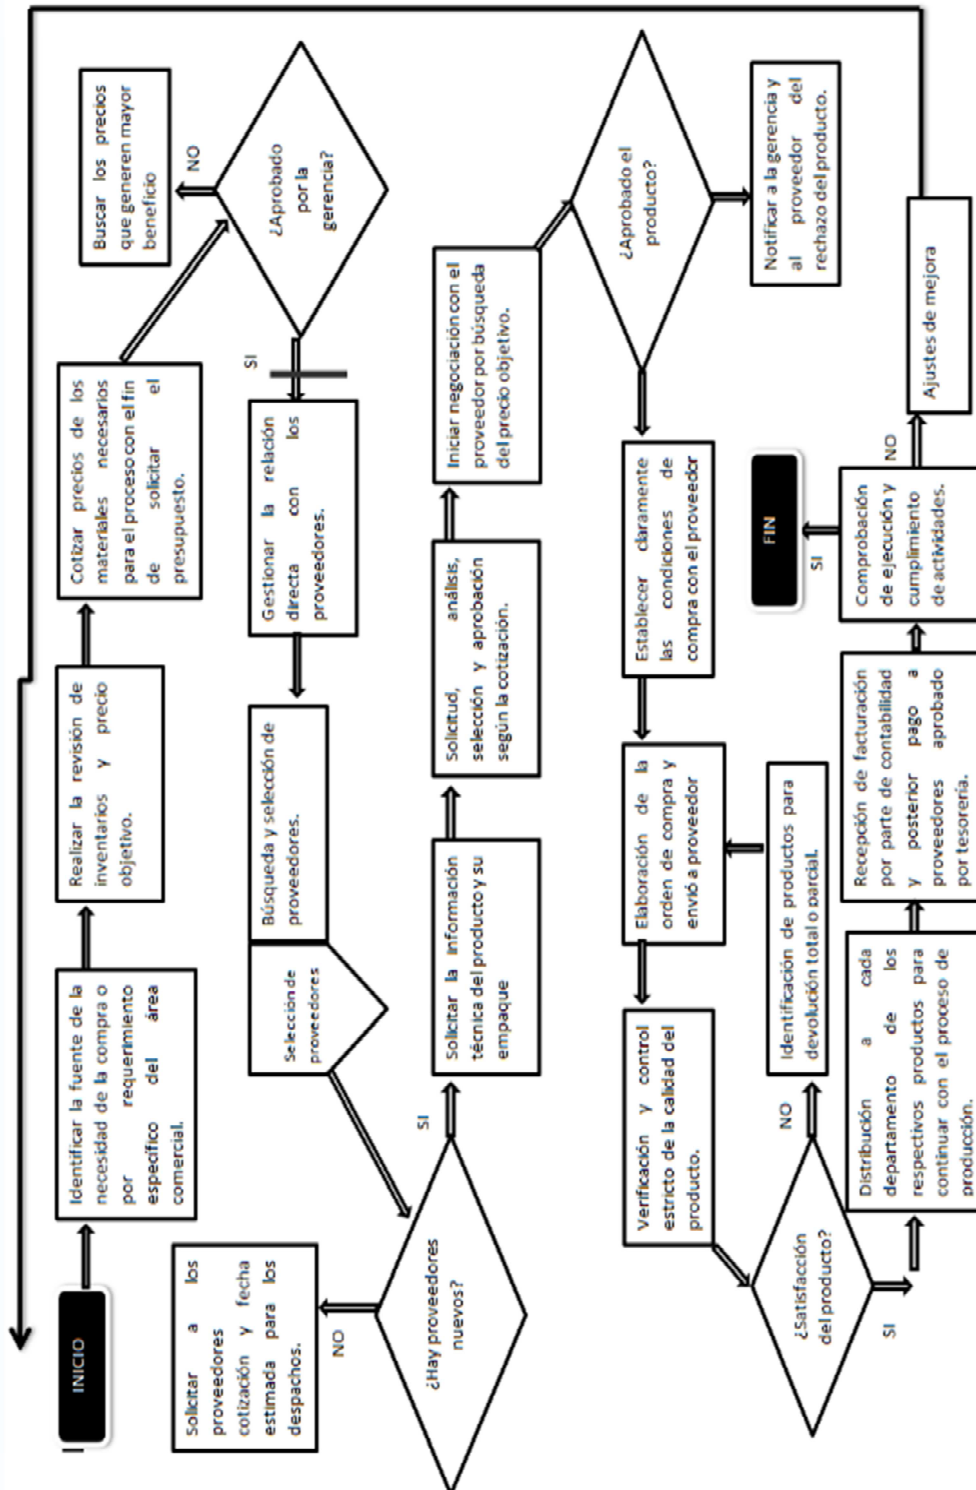 INICIO
Identificar la fuente de la
necesidad de la compra o
por requerimiento
específico del área
comercial.
Realizar la revisión de
inventarios y precio
objetivo.
Cotizar precios de los
materiales necesarios
para el proceso con el fin
de solicitar el
presupuesto.
Buscar los precios
que generen mayor
beneficio
NO
¿Aprobado
por la
gerencia?
SI
Gestionar la relación
directa con los
proveedores.
Búsqueda y selección de
proveedores.
Selección de
proveedores
Solicitar a los
proveedores
cotización y fecha
estimada para los
despachos.
NO
¿Hay proveedores
nuevos?
SI
Solicitar la información
técnica del producto y su
empaque
Solicitud, análisis,
selección y aprobación
según la cotización.
Iniciar negociación con el
proveedor por búsqueda
del precio objetivo.
¿Aprobado el
producto?
Notificar a la gerencia y
al proveedor del
rechazo del producto.
Establecer claramente
las condiciones de
compra con el proveedor
Elaboración de la
orden de compra y
envió a proveedor
Verificación y control
estricto de la calidad del
producto.
¿Satisfacción
del producto?
NO
Identificación de productos para
devolución total o parcial.
SI
Distribución a cada
departamento de los
respectivos productos para
continuar con el proceso de
producción.
Recepción de facturación
por parte de contabilidad
y posterior pago a
proveedores aprobado
por tesorería.
Comprobación
de ejecución y
cumplimiento
de actividades.
SI
FIN
NO
Ajustes de mejora